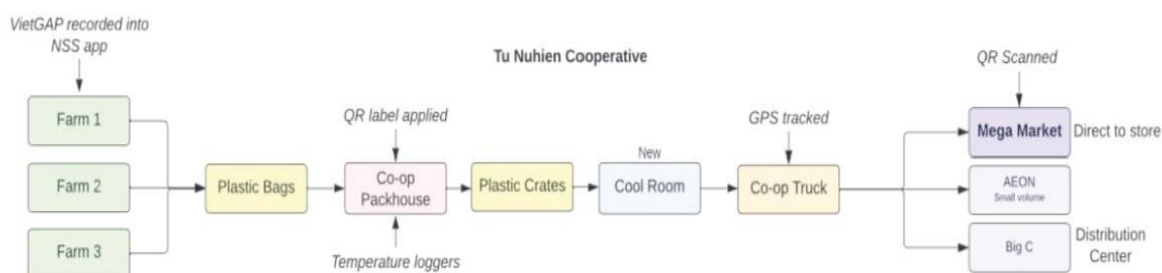 VietGAP recorded into
NSS app
Tu Nuhien Cooperative
QR Scanned
Farm 1
QR label applied
GPS tracked
Mega Market
Direct to store
New
Farm 2
Plastic Bags
Co-op
Packhouse
Plastic Crates
Cool Room
Co-op Truck
AEON
Small volume
Farm 3
Temperature loggers
Big C
Distribution
Center